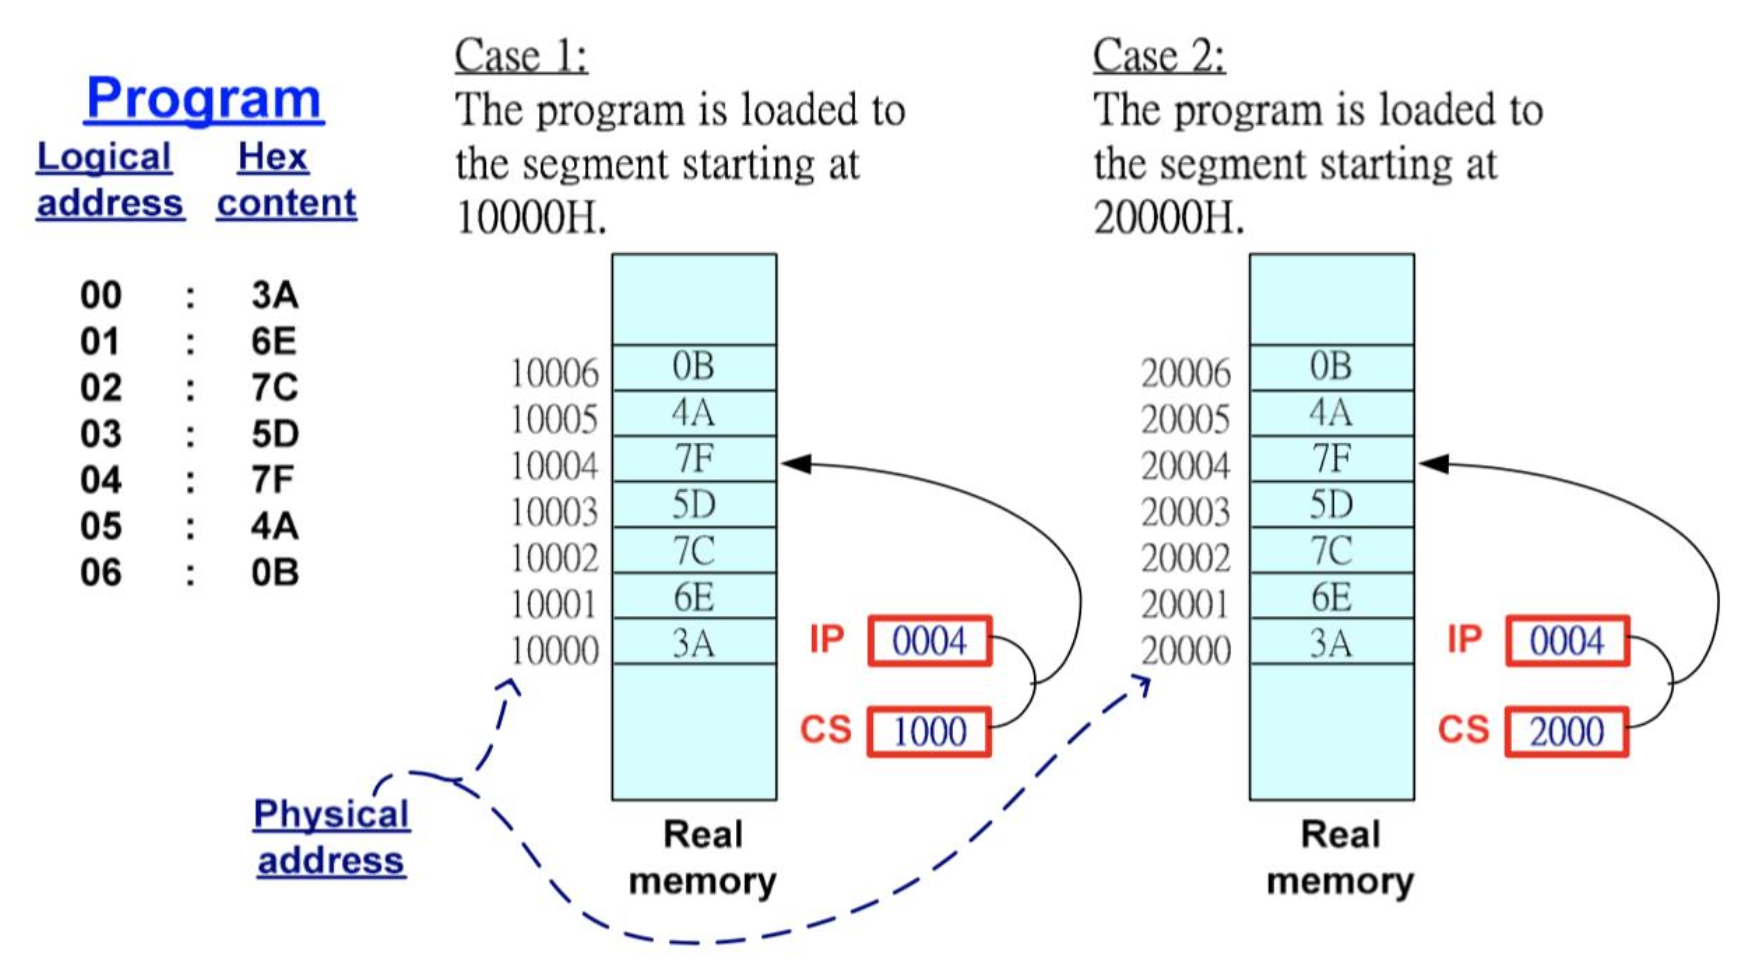 Program
Logical address Hex content
00 : 3A
01 : 6E
02 : 7C
03 : 5D
04 : 7F
05 : 4A
06 : 0B
Physical address
Case 1:
The program is loaded to
the segment starting at
10000H.
10006 0B
10005 4A
10004 7F
10003 5D
10002 7C
10001 6E
10000 3A
IP 0004
CS 1000
Real
memory
Case 2:
The program is loaded to
the segment starting at
20000H.
20006 0B
20005 4A
20004 7F
20003 5D
20002 7C
20001 6E
20000 3A
IP 0004
CS 2000
Real
memory